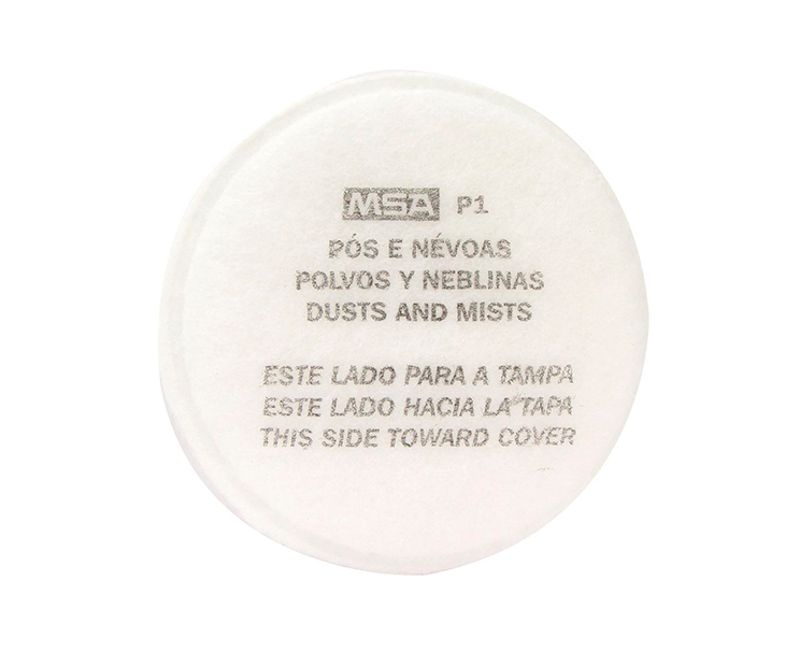 MSA P1
PÓS E NÉVOAS
POLVOS Y NEBLINAS
DUSTS AND MISTS
ESTE LADO PARA A TAMPA
ESTE LADO HACIA LA TAPA
THIS SIDE TOWARD COVER